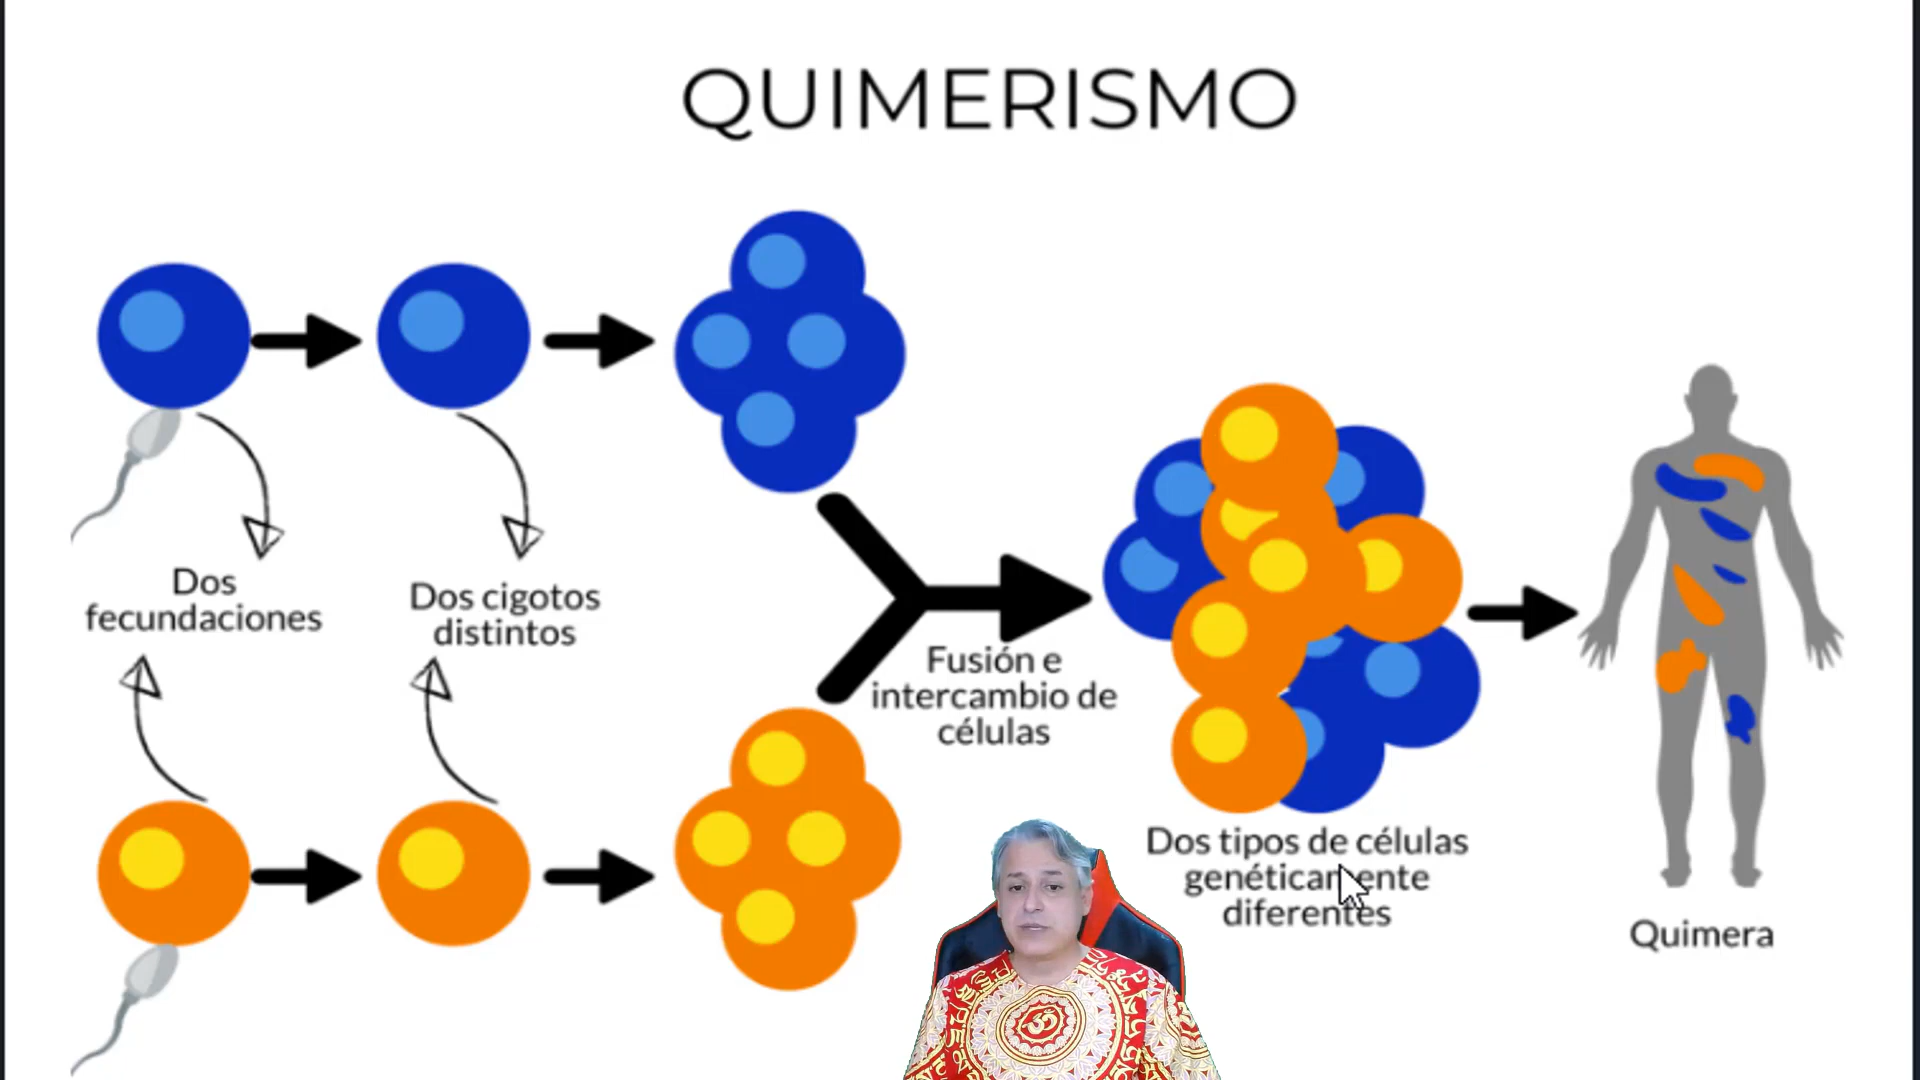 QUIMERISMO
Dos
fecundaciones
Dos cigotos
distintos
Fusión e
intercambio de
células
Dos tipos de células
genéticamente
diferentes
Quimera